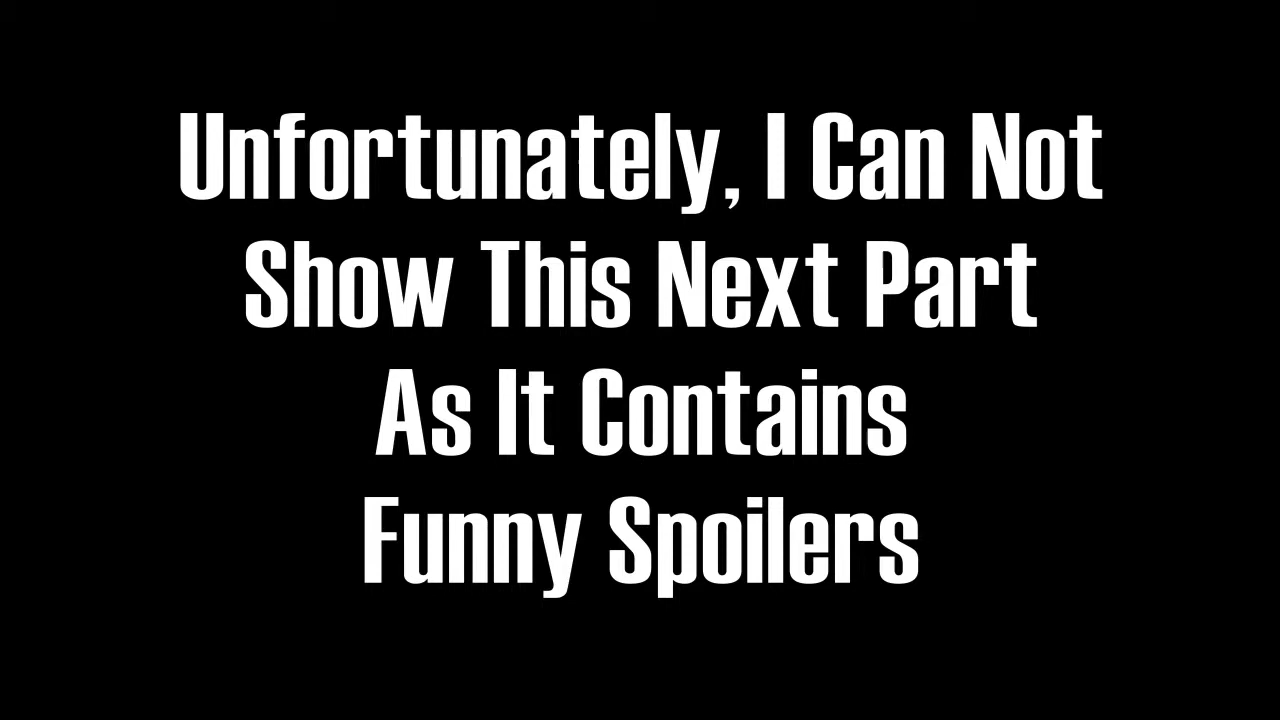 Unfortunately, I Can Not
Show This Next Part
As It Contains
Funny Spoilers